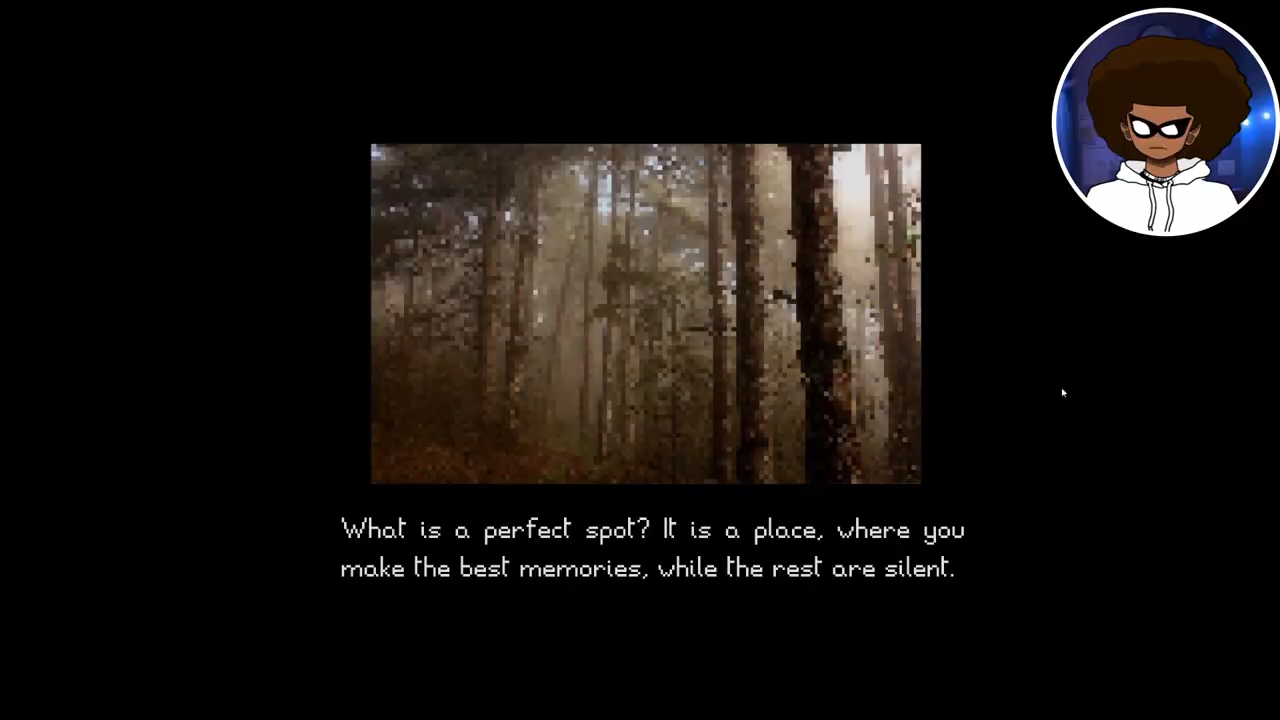 What is a perfect spot? It is a place, where you
make the best memories, while the rest are silent.